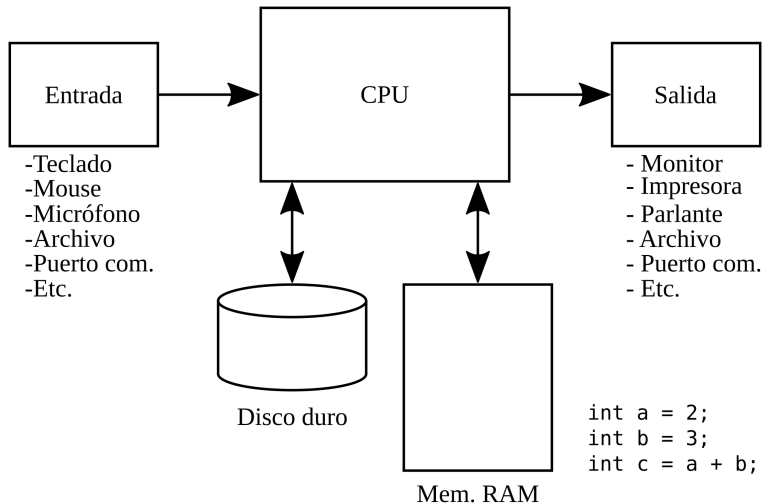 Entrada
-Teclado
-Mouse
-Micrófono
-Archivo
-Puerto com.
-Etc.
CPU
Salida
- Monitor
- Impresora
- Parlante
- Archivo
- Puerto com.
- Etc.
Disco duro
Mem. RAM
int a = 2;
int b = 3;
int c = a + b;